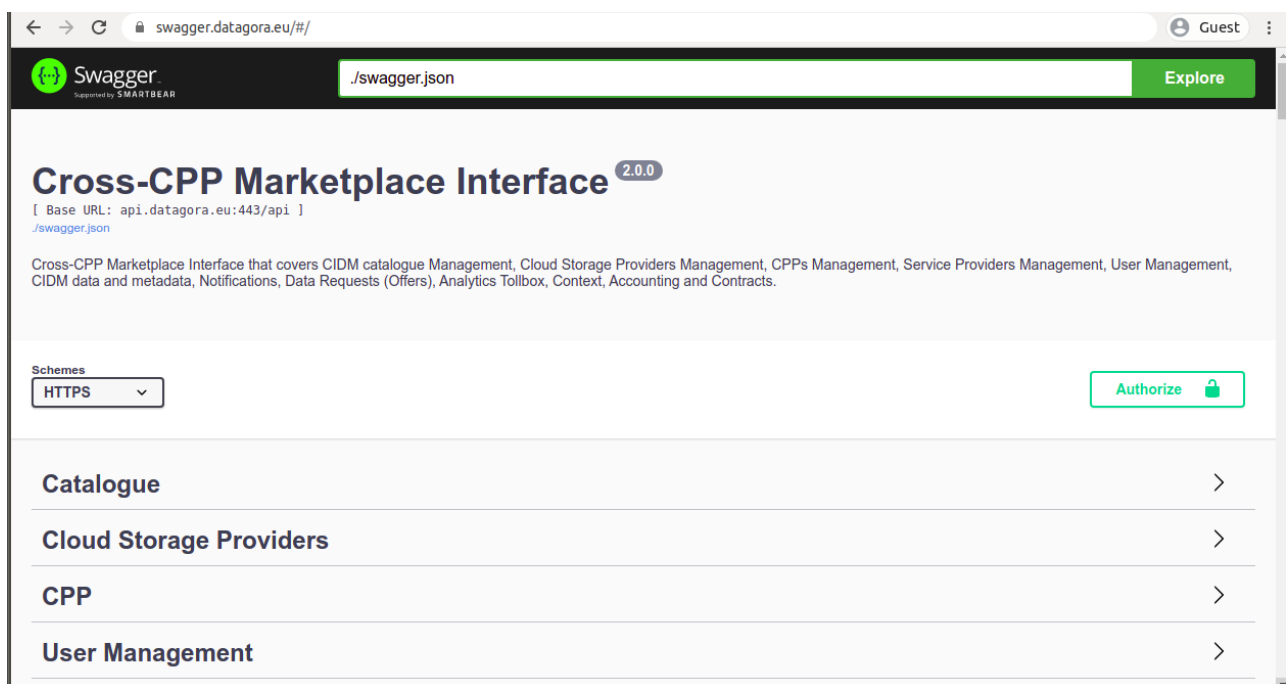 swagger.datagora.eu/#/
Guest
Swagger
Supported by SMARTBEAR
./swagger.json
Explore
Cross-CPP Marketplace Interface 2.0.0
[ Base URL: api.datagora.eu:443/api ]
./swagger.json
Cross-CPP Marketplace Interface that covers CIDM catalogue Management, Cloud Storage Providers Management, CPPs Management, Service Providers Management, User Management,
CIDM data and metadata, Notifications, Data Requests (Offers), Analytics Tollbox, Context, Accounting and Contracts.
Schemes
HTTPS
Authorize
Catalogue
Cloud Storage Providers
CPP
User Management